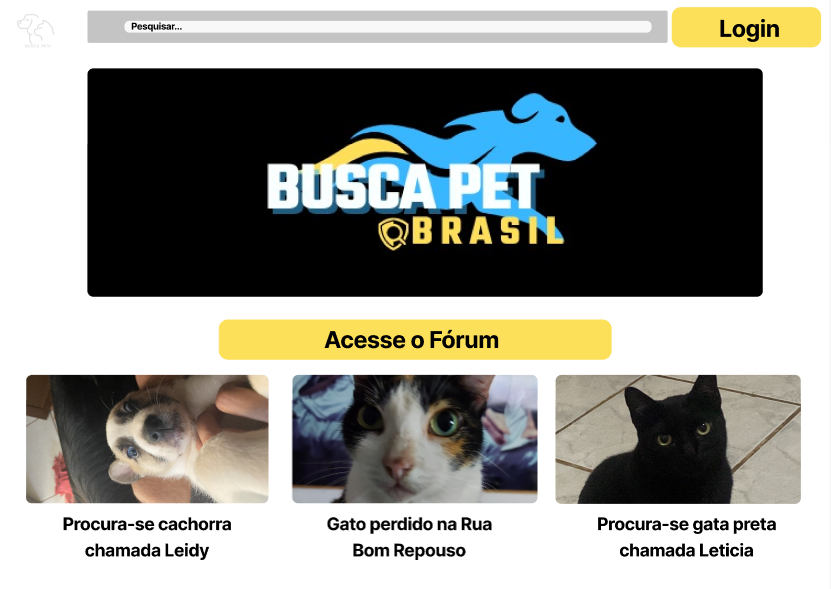 Pesquisar...
Login
BUSCA PET
BRASIL
Acesse o Fórum
Procura-se cachorra
chamada Leidy
Gato perdido na Rua
Bom Repouso
Procura-se gata preta
chamada Leticia